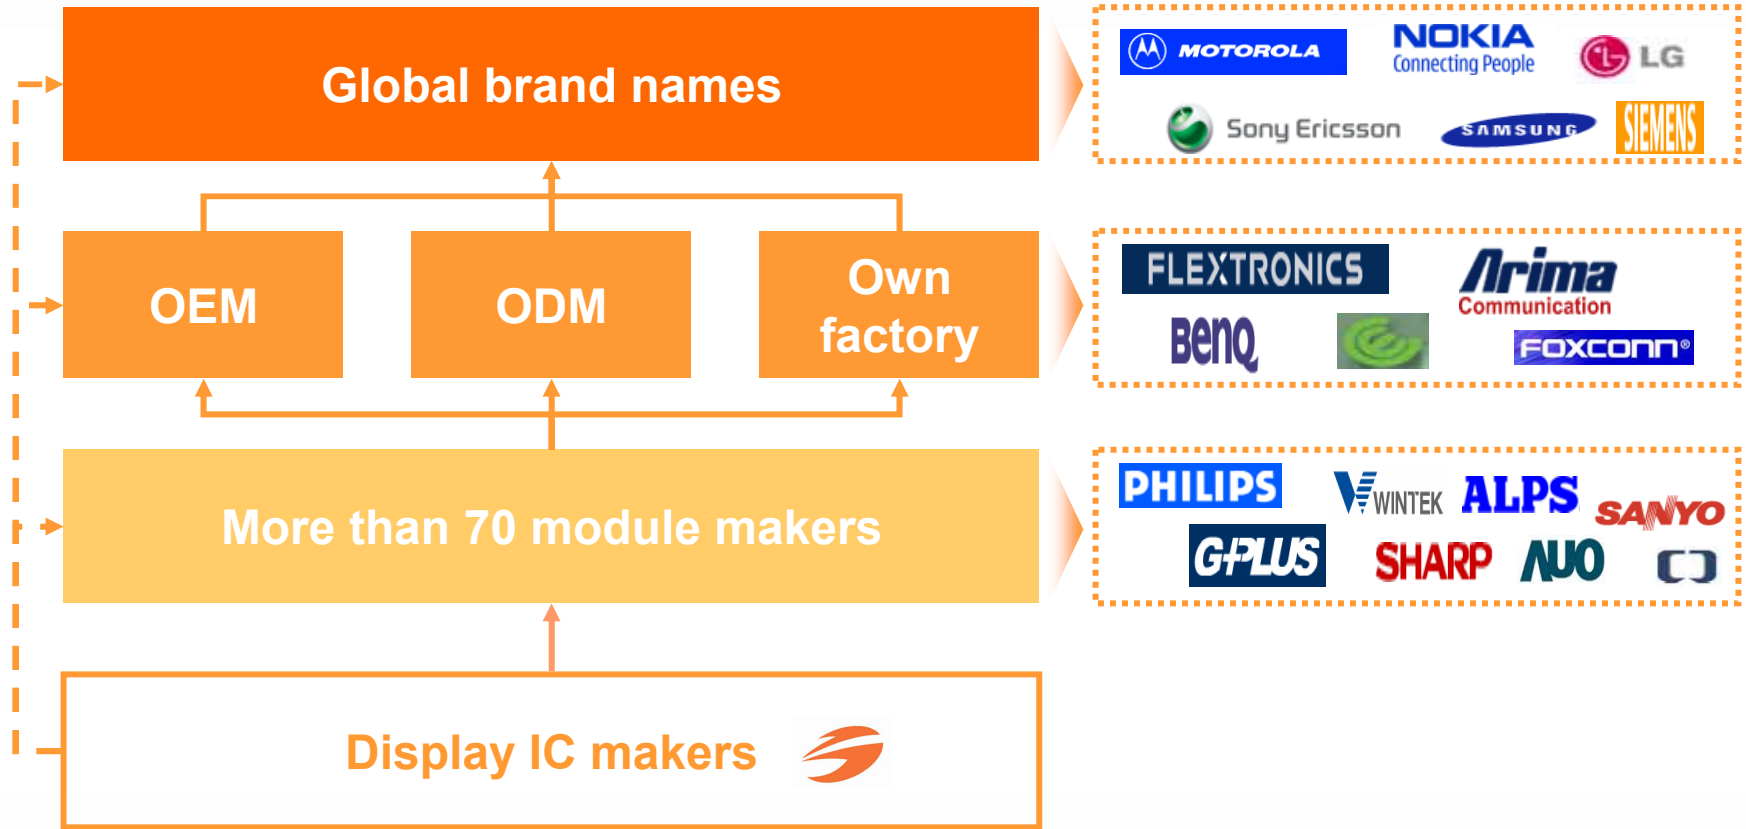 Global brand names
MOTOROLA
NOKIA
Connecting People
LG
Sony Ericsson
SAMSUNG
SIEMENS
OEM
ODM
Own
factory
FLEXTRONICS
Arima
Communication
BenQ
FOXCONN®
More than 70 module makers
PHILIPS
WINTEK
ALPS
SANYO
G-PLUS
SHARP
AUO
Display IC makers